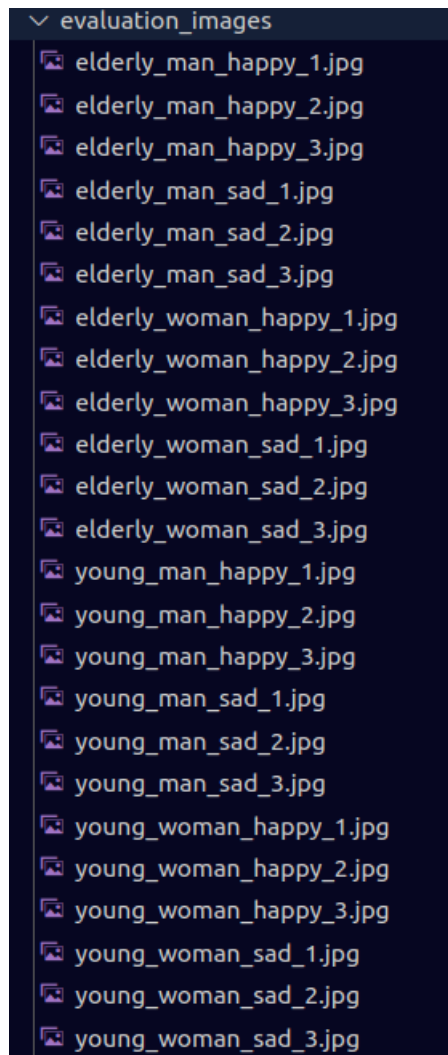 evaluation_images
elderly_man_happy_1.jpg
elderly_man_happy_2.jpg
elderly_man_happy_3.jpg
elderly_man_sad_1.jpg
elderly_man_sad_2.jpg
elderly_man_sad_3.jpg
elderly_woman_happy_1.jpg
elderly_woman_happy_2.jpg
elderly_woman_happy_3.jpg
elderly_woman_sad_1.jpg
elderly_woman_sad_2.jpg
elderly_woman_sad_3.jpg
young_man_happy_1.jpg
young_man_happy_2.jpg
young_man_happy_3.jpg
young_man_sad_1.jpg
young_man_sad_2.jpg
young_man_sad_3.jpg
young_woman_happy_1.jpg
young_woman_happy_2.jpg
young_woman_happy_3.jpg
young_woman_sad_1.jpg
young_woman_sad_2.jpg
young_woman_sad_3.jpg